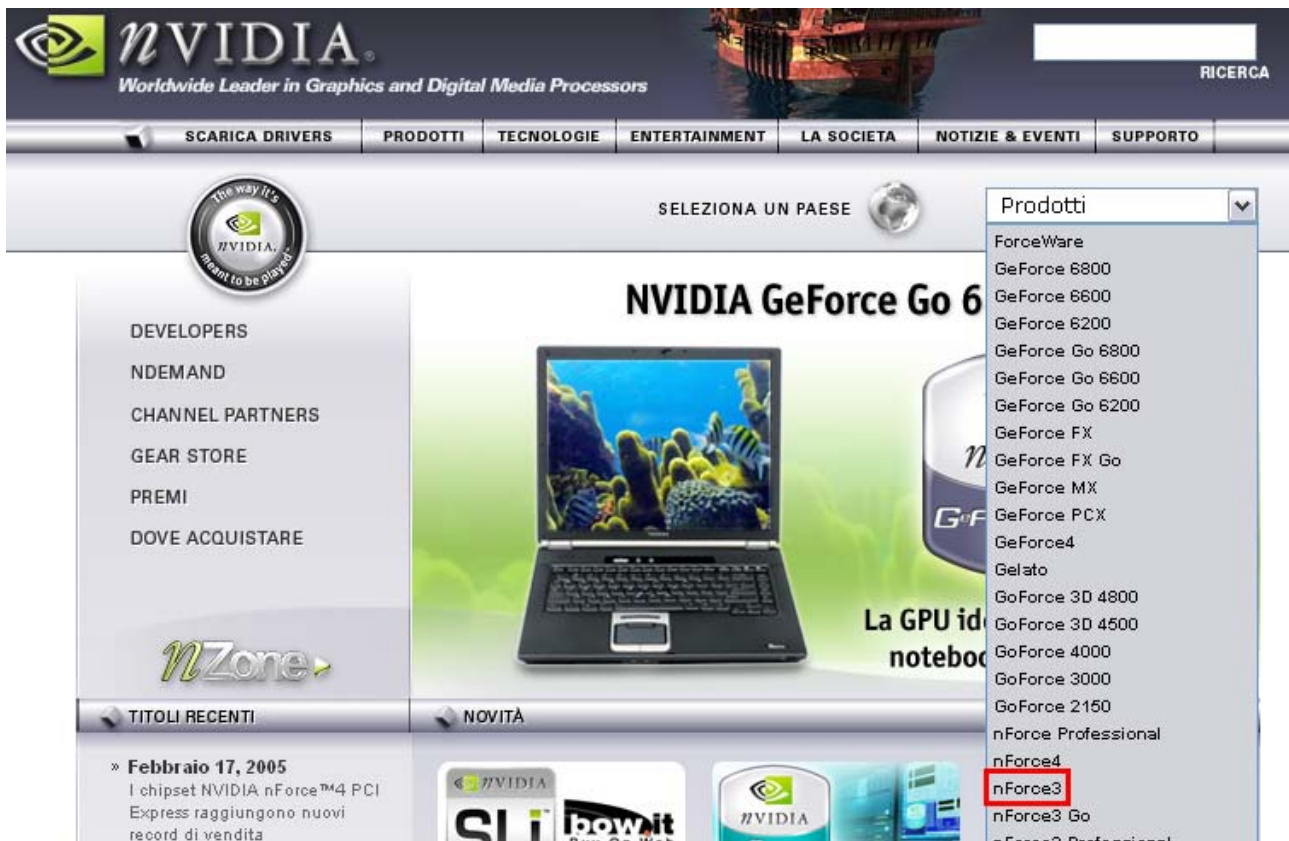 NVIDIA®
Worldwide Leader in Graphics and Digital Media Processors
RICERCA
SCARICA DRIVERS
PRODOTTI
TECNOLOGIE
ENTERTAINMENT
LA SOCIETA
NOTIZIE & EVENTI
SUPPORTO
The way it's
NVIDIA.
meant to be played
SELEZIONA UN PAESE
Prodotti
ForceWare
GeForce 6800
GeForce 6600
GeForce 6200
GeForce Go 6800
GeForce Go 6600
GeForce Go 6200
GeForce FX
GeForce FX Go
GeForce MX
GeForce PCX
GeForce4
Gelato
GoForce 3D 4800
GoForce 3D 4500
GoForce 4000
GoForce 3000
GoForce 2150
nForce Professional
nForce4
nForce3
nForce3 Go
nForce3 Professional
DEVELOPERS
NDEMAND
CHANNEL PARTNERS
GEAR STORE
PREMI
DOVE ACQUISTARE
nZone
NVIDIA GeForce Go 6
La GPU
TITOLI RECENTI
» Febbraio 17, 2005
I chipset NVIDIA nForce™4 PCI
Express raggiungono nuovi
record di vendita
NOVITÀ
NVIDIA
SLI
bow.it
NVIDIA